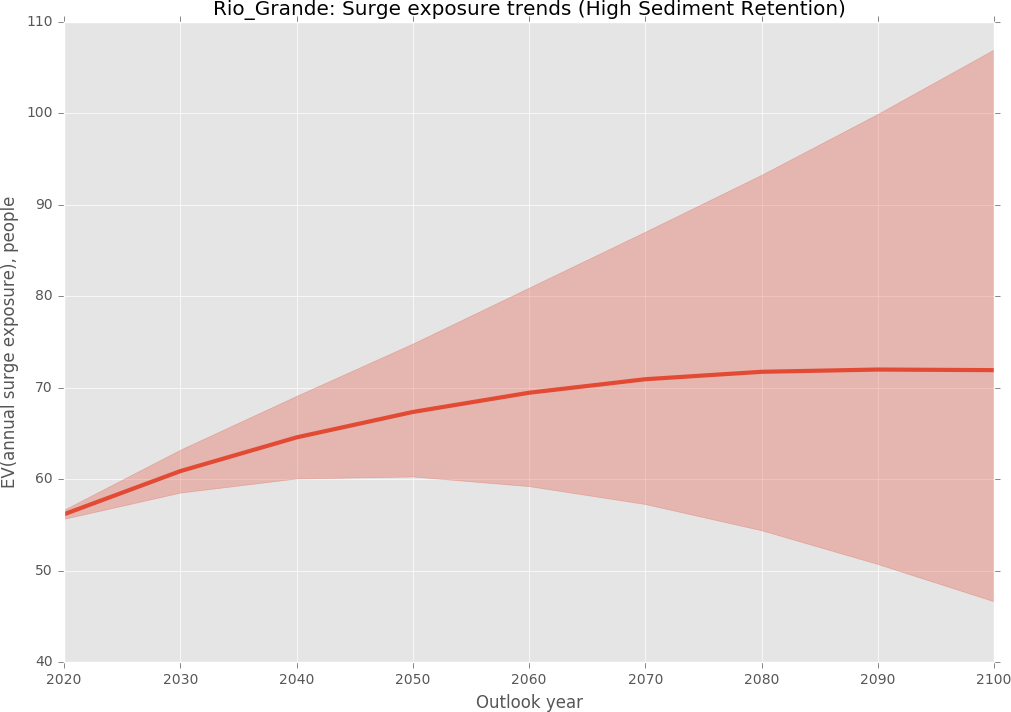 Rio_Grande: Surge exposure trends (High Sediment Retention)
EV(annual surge exposure), people
110
100
90
80
70
60
50
40
2020 2030 2040 2050 2060 2070 2080 2090 2100
Outlook year